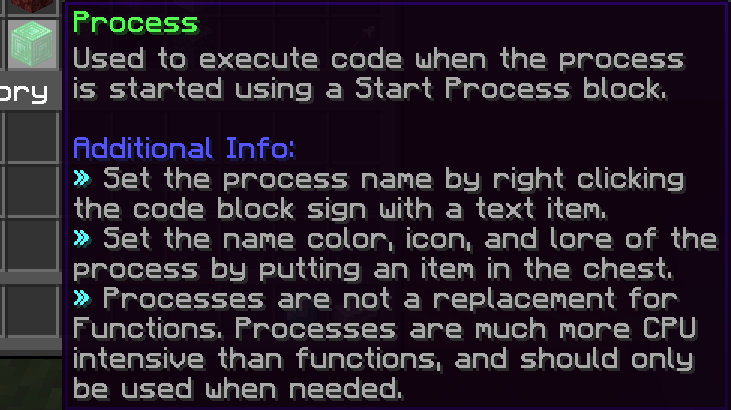 Process
Used to execute code when the process
is started using a Start Process block.
ory
Additional Info:
» Set the process name by right clicking
the code block sign with a text item.
» Set the name color, icon, and lore of the
process by putting an item in the chest.
» Processes are not a replacement for
Functions. Processes are much more CPU
intensive than functions, and should only
be used when needed.